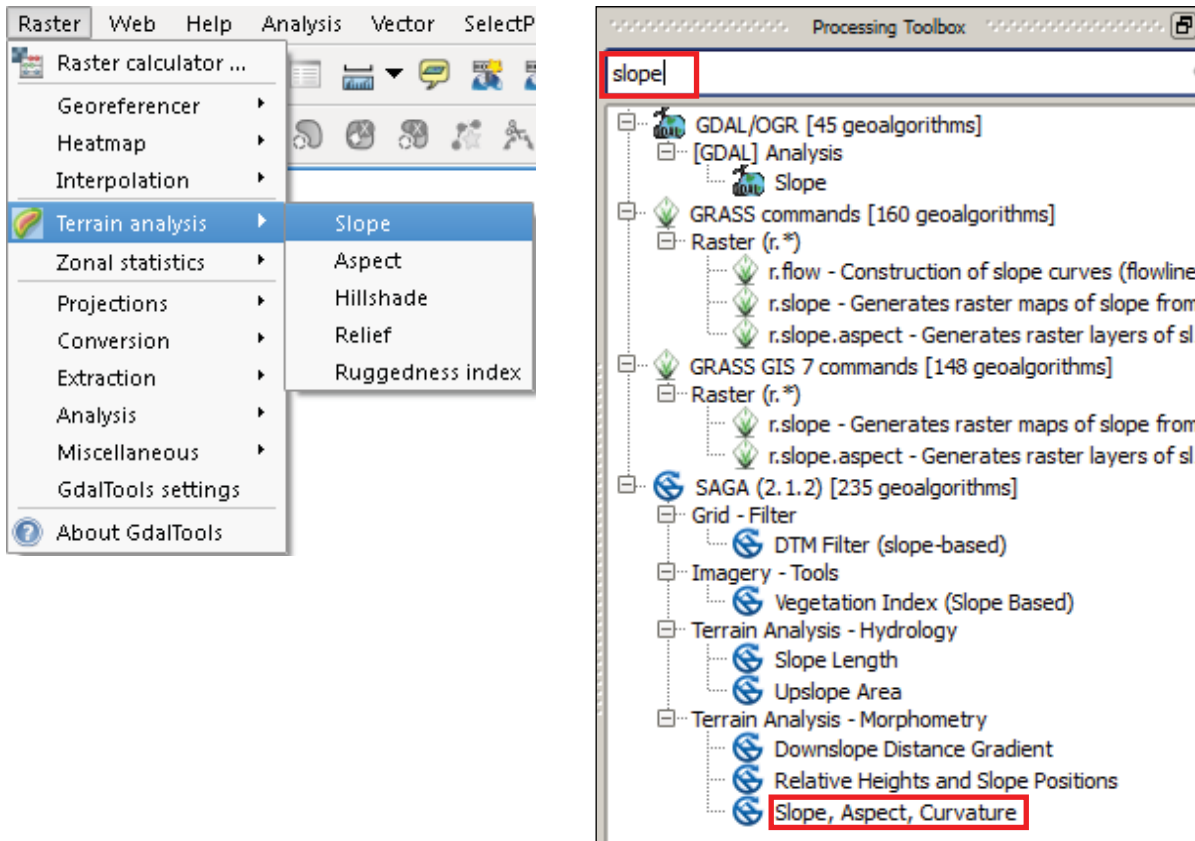 Raster Web Help Analysis Vector SelectP
Raster calculator ...
Georeferencer
Heatmap
Interpolation
Terrain analysis
Zonal statistics
Projections
Conversion
Extraction
Analysis
Miscellaneous
GdalTools settings
About GdalTools
Slope
Aspect
Hillshade
Relief
Ruggedness index
Processing Toolbox
slope
GDAL/OGR [45 geoalgorithms]
[GDAL] Analysis
Slope
GRASS commands [160 geoalgorithms]
Raster (r.*)
r.flow - Construction of slope curves (flowline
r.slope - Generates raster maps of slope from
r.slope.aspect - Generates raster layers of sl
GRASS GIS 7 commands [148 geoalgorithms]
Raster (r.*)
r.slope - Generates raster maps of slope from
r.slope.aspect - Generates raster layers of sl
SAGA (2.1.2) [235 geoalgorithms]
Grid - Filter
DTM Filter (slope-based)
Imagery - Tools
Vegetation Index (Slope Based)
Terrain Analysis - Hydrology
Slope Length
Upslope Area
Terrain Analysis - Morphometry
Downslope Distance Gradient
Relative Heights and Slope Positions
Slope, Aspect, Curvature